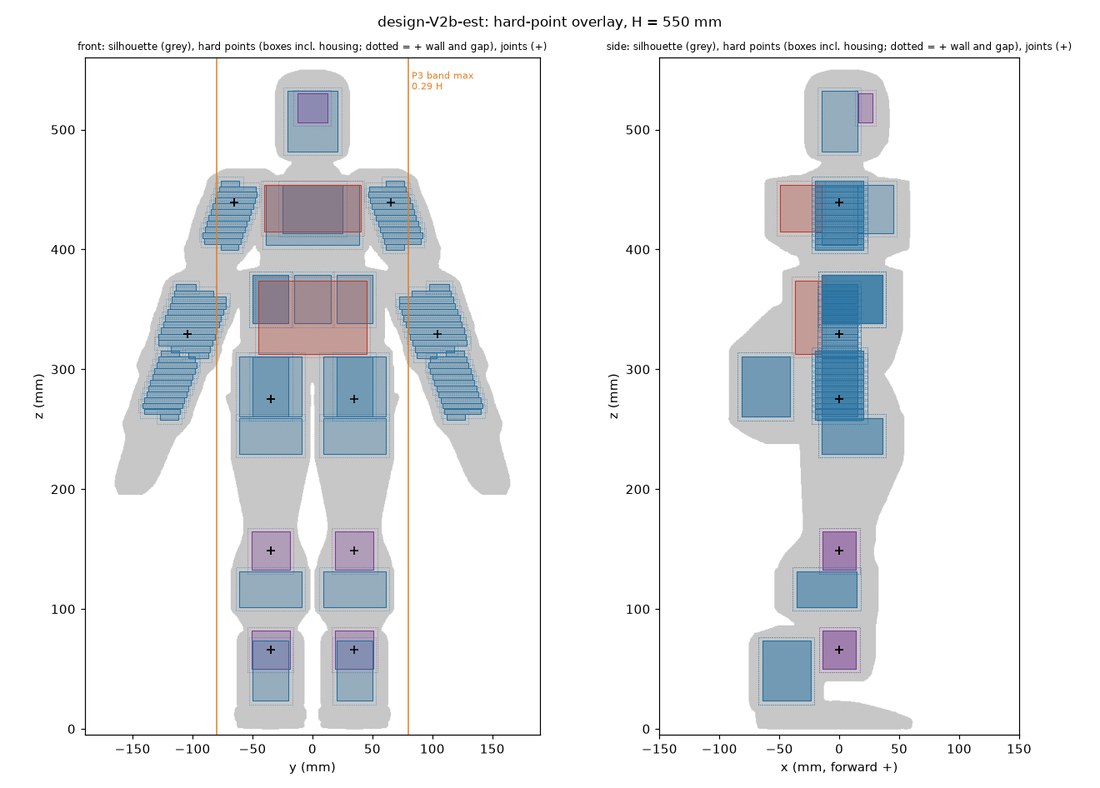 design-V2b-est: hard-point overlay, H = 550 mm
front: silhouette (grey), hard points (boxes incl. housing; dotted = + wall and gap), joints (+)
P3 band max
0.29 H
500
400
300
200
100
0
z (mm)
−150 −100 −50 0 50 100 150
y (mm)
side: silhouette (grey), hard points (boxes incl. housing; dotted = + wall and gap), joints (+)
500
400
300
200
100
0
z (mm)
−150 −100 −50 0 50 100 150
x (mm, forward +)